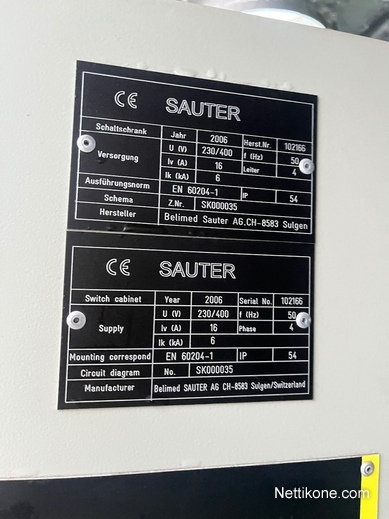 CE SAUTER
Schaltschrank Jahr 2006 Herst.Nr. 102166
Versorgung U (V) 230/400 f (Hz) 50
Iv (A) 16 Leiter 4
Ik (kA) 6
Ausführungsnorm EN 60204-1 IP 54
Schema Z.Nr. SK000035
Hersteller Belimed Sauter AG.CH-8583 Sulgen
CE SAUTER
Switch cabinet Year 2006 Serial No. 102166
Supply U (V) 230/400 f (Hz) 50
Iv (A) 16 Phase 4
Ik (kA) 6
Mounting correspond EN 60204-1 IP 54
Circuit diagram No. SK000035
Manufacturer Belimed SAUTER AG CH-8583 Sulgen/Switzerland
Nettikone.com